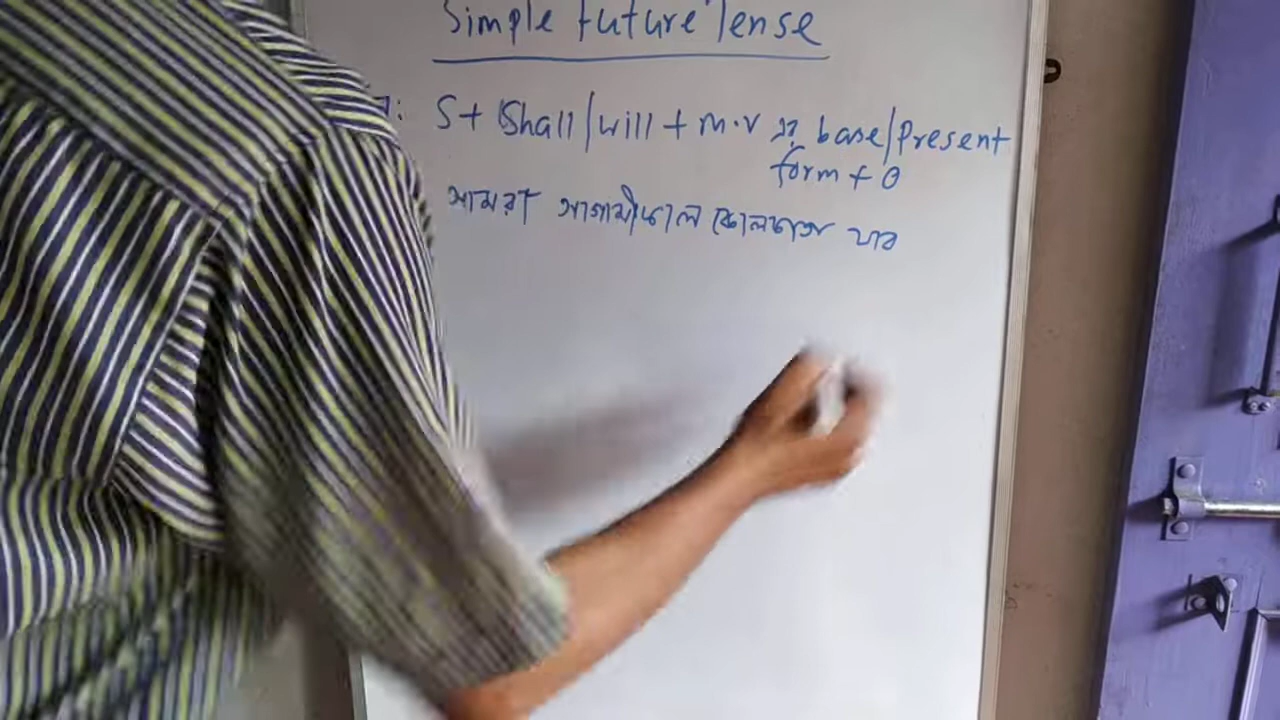 Simple future Tense
: S+ Shall/will + m.v এর base/Present
form + O
আমরা আগামীকাল কোলকাতা যাব